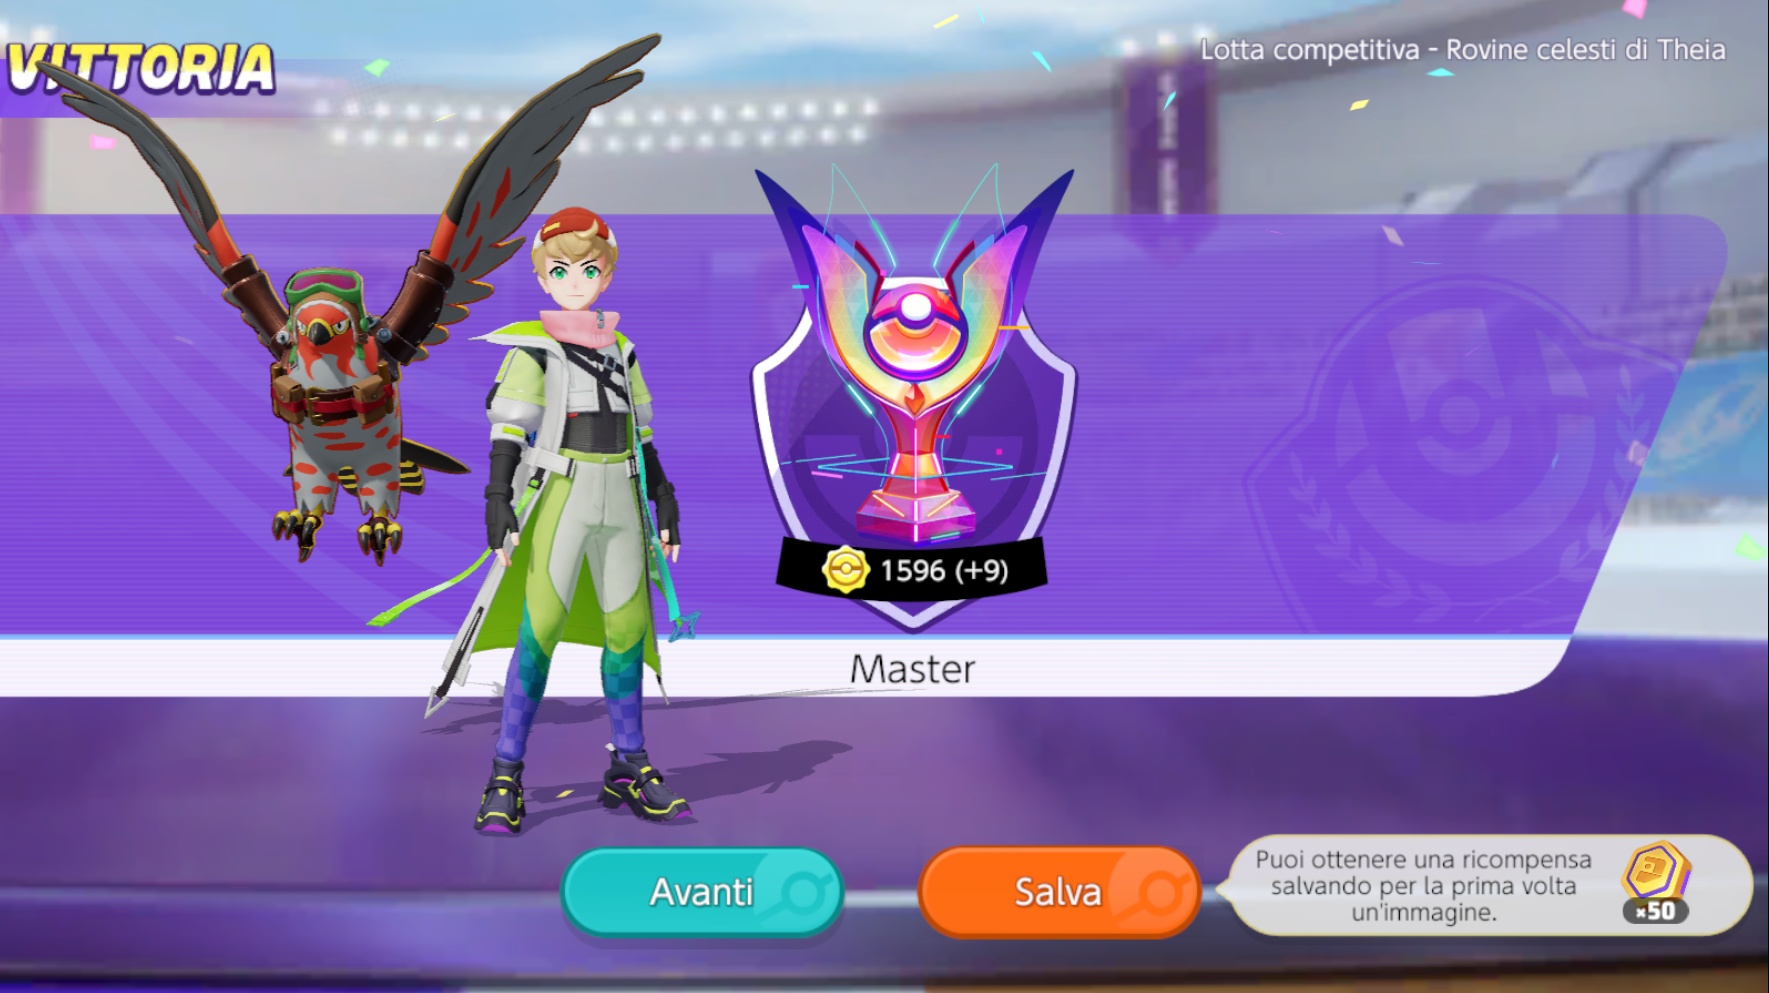 VITTORIA
Lotta competitiva - Rovine celesti di Theia
1596 (+9)
Master
Avanti
Salva
Puoi ottenere una ricompensa
salvando per la prima volta
un'immagine.
×50